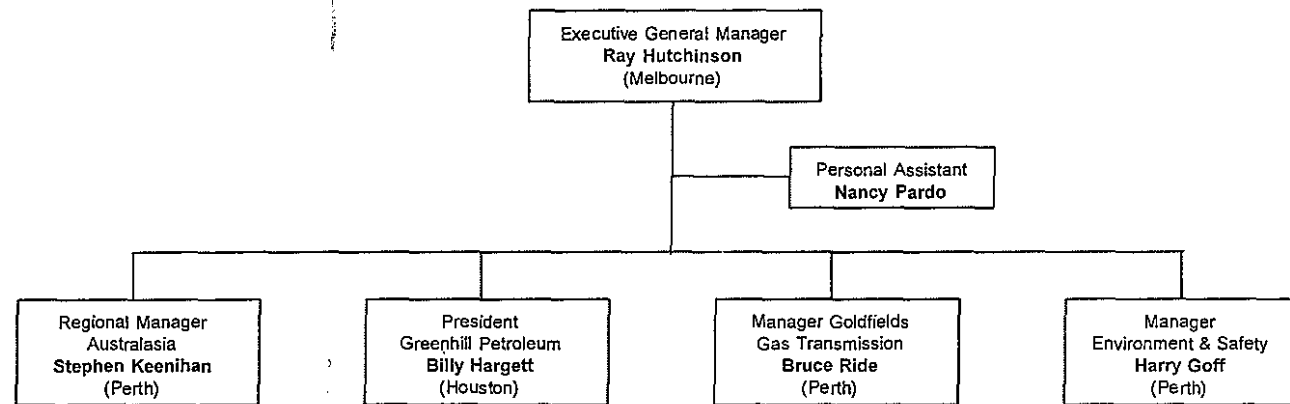 Executive General Manager
Ray Hutchinson
(Melbourne)
Personal Assistant
Nancy Pardo
Regional Manager
Australasia
Stephen Keenihan
(Perth)
President
Greenhill Petroleum
Billy Hargett
(Houston)
Manager Goldfields
Gas Transmission
Bruce Ride
(Perth)
Manager
Environment & Safety
Harry Goff
(Perth)